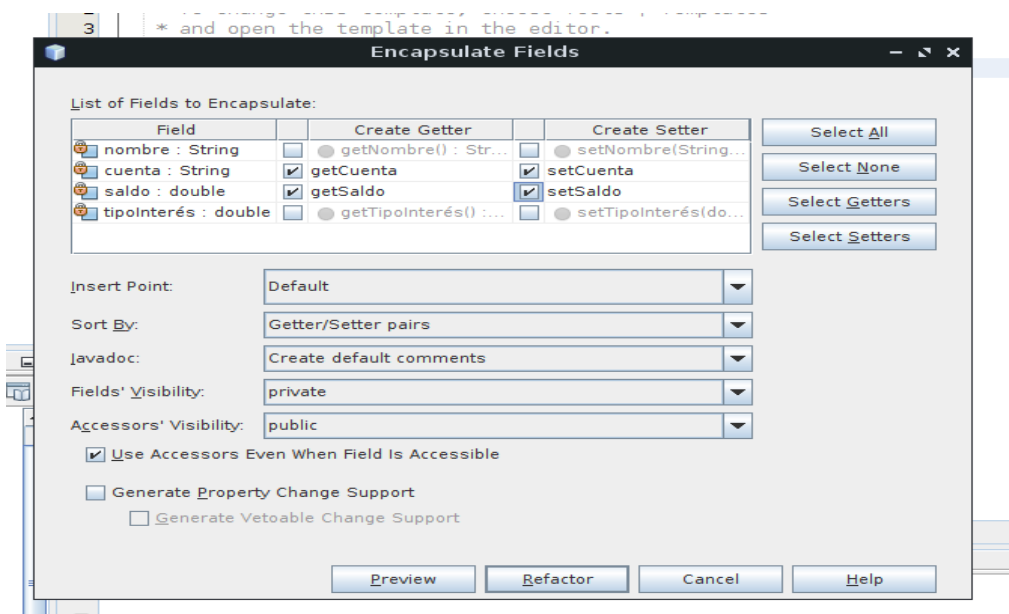 3 * and open the template in the editor.
Encapsulate Fields
List of Fields to Encapsulate:
Field Create Getter Create Setter
nombre : String getNombre() : Str... setNombre(String...
cuenta : String getCuenta setCuenta
saldo : double getSaldo setSaldo
tipoInterés : double getTipoInterés() :... setTipoInterés(do...
Select All
Select None
Select Getters
Select Setters
Insert Point: Default
Sort By: Getter/Setter pairs
Javadoc: Create default comments
Fields' Visibility: private
Accessors' Visibility: public
Use Accessors Even When Field Is Accessible
Generate Property Change Support
Generate Vetoable Change Support
Preview Refactor Cancel Help